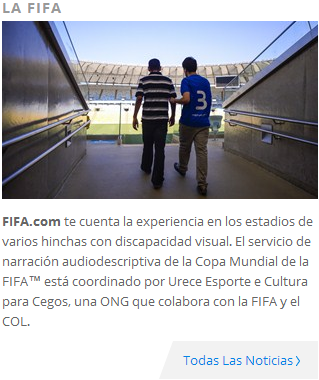 LA FIFA
3
FIFA.com te cuenta la experiencia en los estadios de
varios hinchas con discapacidad visual. El servicio de
narración audiodescriptiva de la Copa Mundial de la
FIFA™ está coordinado por Urece Esporte e Cultura
para Cegos, una ONG que colabora con la FIFA y el
COL.
Todas Las Noticias